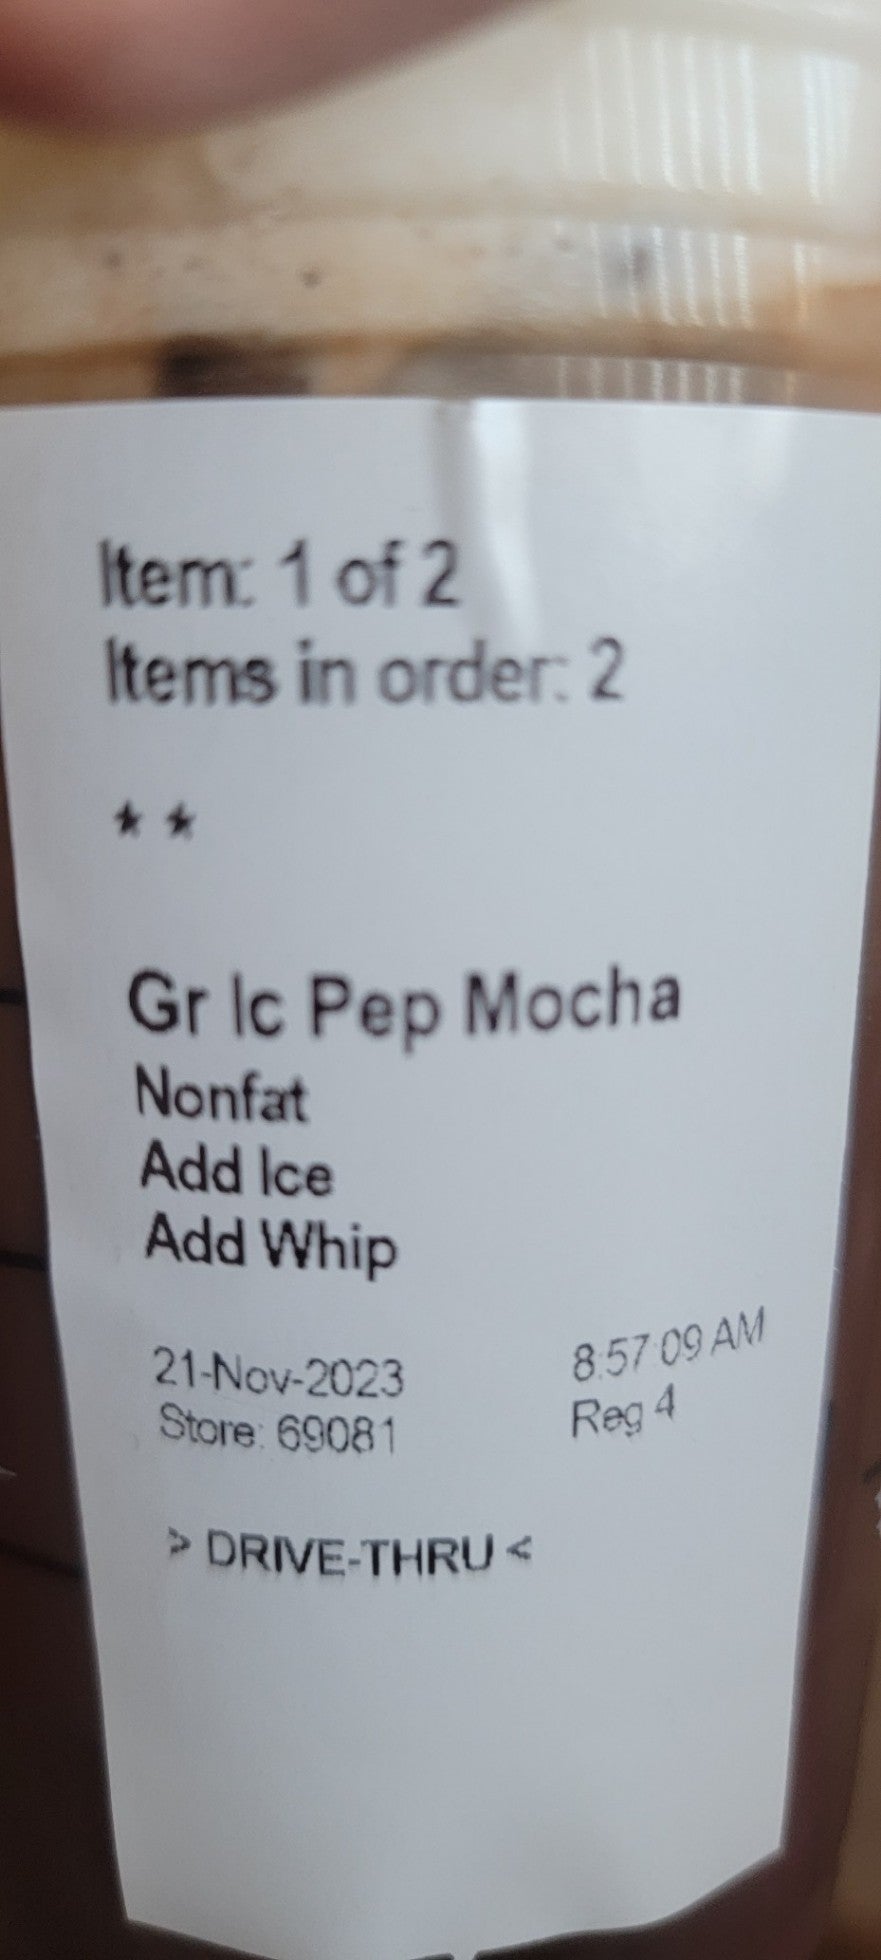 Item: 1 of 2
Items in order: 2
* *
Gr Ic Pep Mocha
Nonfat
Add Ice
Add Whip
21-Nov-2023 8:57:09 AM
Store: 69081 Reg 4
> DRIVE-THRU <